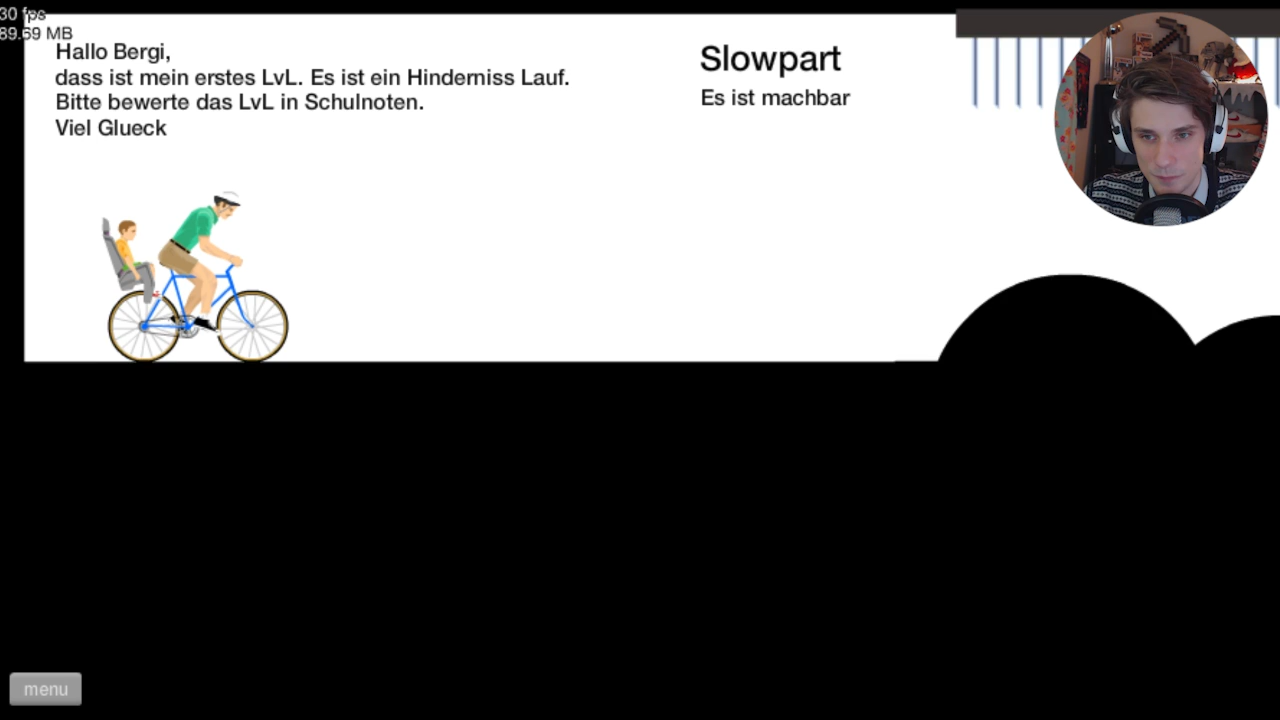 30 fps
89.69 MB
Hallo Bergi,
dass ist mein erstes LvL. Es ist ein Hinderniss Lauf.
Bitte bewerte das LvL in Schulnoten.
Viel Glueck
Slowpart
Es ist machbar
menu